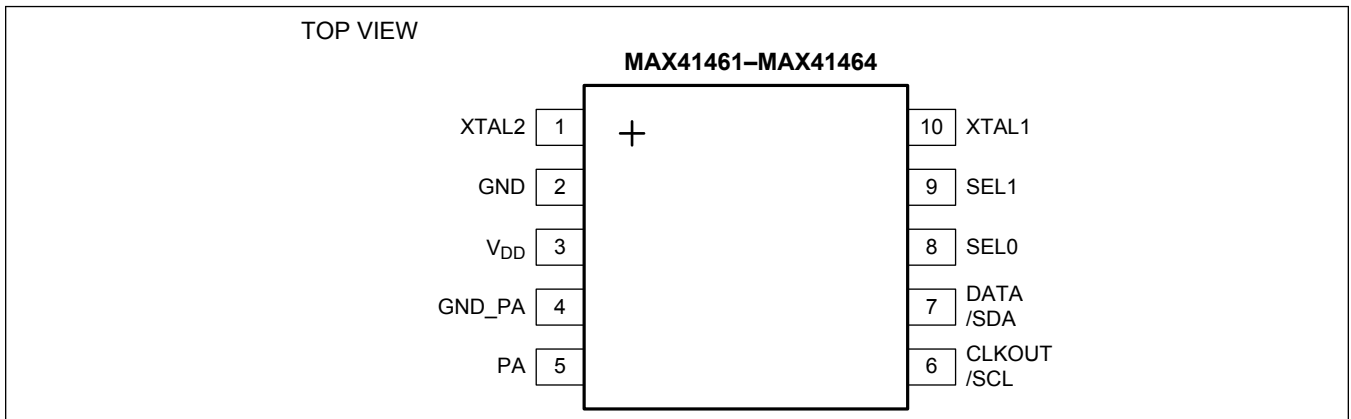 TOP VIEW
MAX41461–MAX41464
XTAL2 1
10 XTAL1
GND 2
9 SEL1
VDD 3
8 SEL0
GND_PA 4
7 DATA
/SDA
PA 5
6 CLKOUT
/SCL